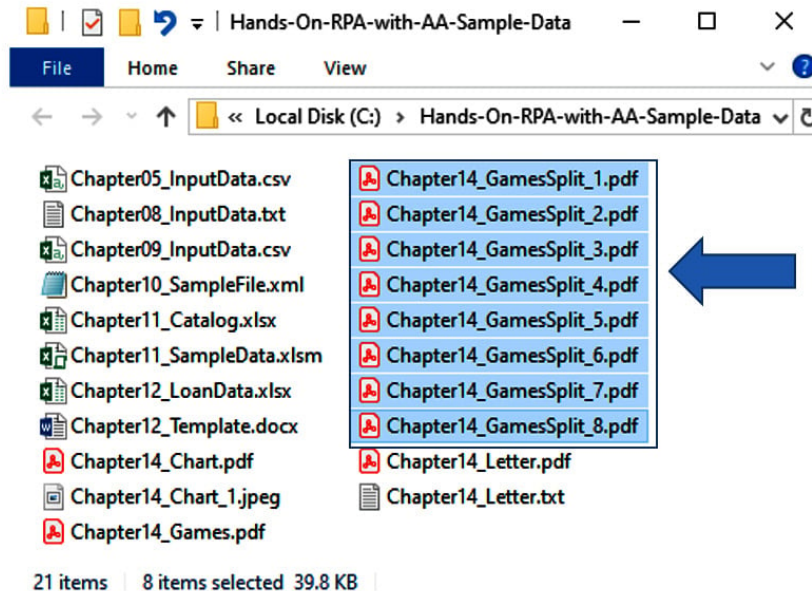 Hands-On-RPA-with-AA-Sample-Data
File Home Share View
« Local Disk (C:) › Hands-On-RPA-with-AA-Sample-Data
Chapter05_InputData.csv
Chapter08_InputData.txt
Chapter09_InputData.csv
Chapter10_SampleFile.xml
Chapter11_Catalog.xlsx
Chapter11_SampleData.xlsm
Chapter12_LoanData.xlsx
Chapter12_Template.docx
Chapter14_Chart.pdf
Chapter14_Chart_1.jpeg
Chapter14_Games.pdf
Chapter14_GamesSplit_1.pdf
Chapter14_GamesSplit_2.pdf
Chapter14_GamesSplit_3.pdf
Chapter14_GamesSplit_4.pdf
Chapter14_GamesSplit_5.pdf
Chapter14_GamesSplit_6.pdf
Chapter14_GamesSplit_7.pdf
Chapter14_GamesSplit_8.pdf
Chapter14_Letter.pdf
Chapter14_Letter.txt
21 items 8 items selected 39.8 KB